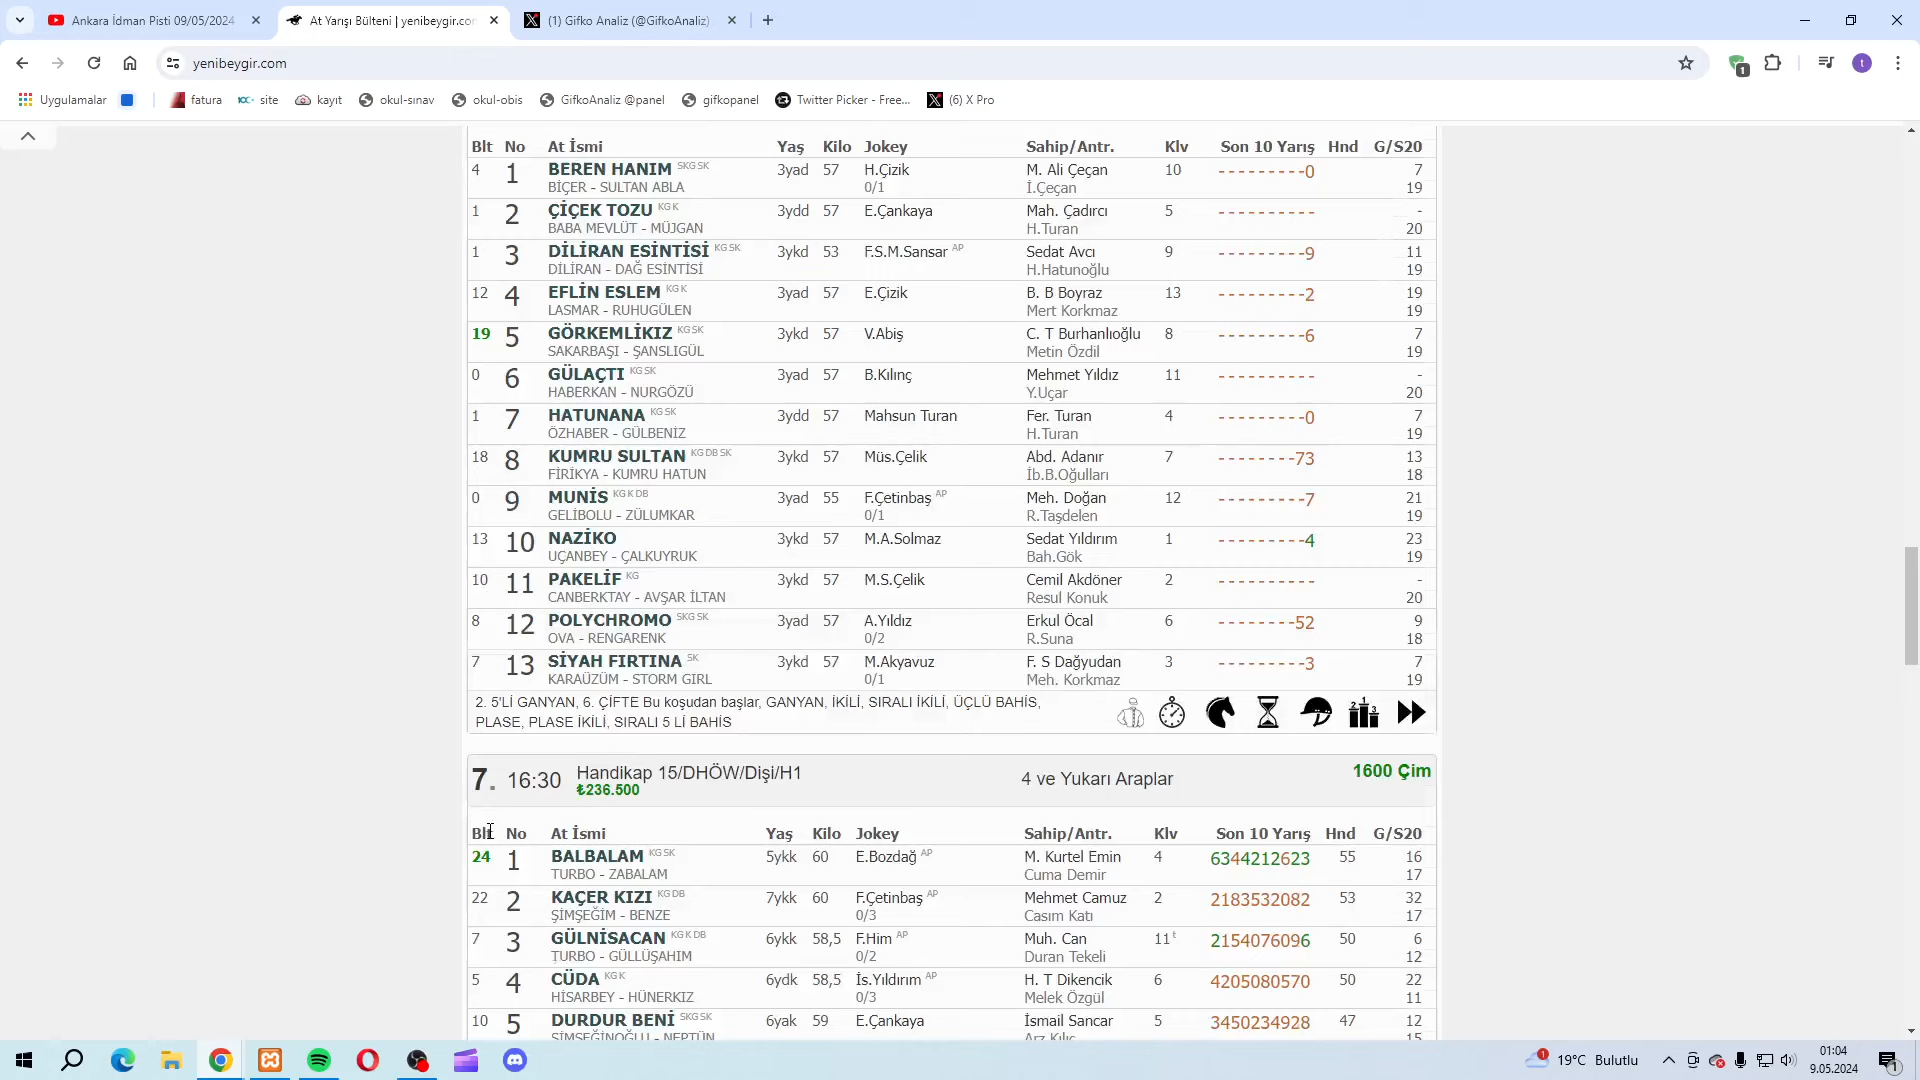 Ankara İdman Pisti 09/05/2024
At Yarışı Bülteni | yenibeygir.com
(1) Gifko Analiz (@GifkoAnaliz)
yenibeygir.com
1
t
Uygulamalar
fatura
site
kayıt
okul-sınav
okul-obis
GifkoAnaliz @panel
gifkopanel
Twitter Picker - Free...
(6) X Pro
Blt No At İsmi Yaş Kilo Jokey Sahip/Antr. Klv Son 10 Yarış Hnd G/S20
4 1 BEREN HANIM SKG SK 3yad 57 H.Çizik M. Ali Çeçan 10 ---------0 7
BİÇER - SULTAN ABLA 0/1 İ.Çeçan 19
1 2 ÇİÇEK TOZU KG K 3ydd 57 E.Çankaya Mah. Çadırcı 5 ---------- -
BABA MEVLÜT - MÜJGAN H.Turan 20
1 3 DİLİRAN ESİNTİSİ KG SK 3ykd 53 F.S.M.Sansar AP Sedat Avcı 9 ---------9 11
DİLİRAN - DAĞ ESİNTİSİ H.Hatunoğlu 19
12 4 EFLİN ESLEM KG K 3yad 57 E.Çizik B. B Boyraz 13 ---------2 19
LASMAR - RUHUGÜLEN Mert Korkmaz 19
19 5 GÖRKEMLİKIZ KG SK 3ykd 57 V.Abiş C. T Burhanlıoğlu 8 ---------6 7
SAKARBAŞI - ŞANSLIGÜL Metin Özdil 19
0 6 GÜLAÇTI KG SK 3yad 57 B.Kılınç Mehmet Yıldız 11 ---------- -
HABERKAN - NURGÖZÜ Y.Uçar 20
1 7 HATUNANA KG SK 3ydd 57 Mahsun Turan Fer. Turan 4 ---------0 7
ÖZHABER - GÜLBENİZ H.Turan 19
18 8 KUMRU SULTAN KG DB SK 3ykd 57 Müs.Çelik Abd. Adanır 7 --------73 13
FİRİKYA - KUMRU HATUN İb.B.Oğulları 18
0 9 MUNİS KG K DB 3yad 55 F.Çetinbaş AP Meh. Doğan 12 ---------7 21
GELİBOLU - ZÜLUMKAR 0/1 R.Taşdelen 19
13 10 NAZİKO 3ykd 57 M.A.Solmaz Sedat Yıldırım 1 ---------4 23
UÇANBEY - ÇALKUYRUK Bah.Gök 19
10 11 PAKELİF KG 3ykd 57 M.S.Çelik Cemil Akdöner 2 ---------- -
CANBERKTAY - AVŞAR İLTAN Resul Konuk 20
8 12 POLYCHROMO SKG SK 3yad 57 A.Yıldız Erkul Öcal 6 --------52 9
OVA - RENGARENK 0/2 R.Suna 18
7 13 SİYAH FIRTINA SK 3ykd 57 M.Akyavuz F. S Dağyudan 3 ---------3 7
KARAÜZÜM - STORM GIRL 0/1 Meh. Korkmaz 19
2. 5'Lİ GANYAN, 6. ÇİFTE Bu koşudan başlar, GANYAN, İKİLİ, SIRALI İKİLİ, ÜÇLÜ BAHİS,
PLASE, PLASE İKİLİ, SIRALI 5 Lİ BAHİS
7. 16:30 Handikap 15/DHÖW/Dişi/H1 4 ve Yukarı Araplar 1600 Çim
₺236.500
Blt No At İsmi Yaş Kilo Jokey Sahip/Antr. Klv Son 10 Yarış Hnd G/S20
24 1 BALBALAM KG SK 5ykk 60 E.Bozdağ AP M. Kurtel Emin 4 6344212623 55 16
TURBO - ZABALAM Cuma Demir 17
22 2 KAÇER KIZI KG DB 7ykk 60 F.Çetinbaş AP Mehmet Camuz 2 2183532082 53 32
ŞİMŞEĞİM - BENZE 0/3 Casım Katı 17
7 3 GÜLNİSACAN KG K DB 6ykk 58,5 F.Him AP Muh. Can 11 t 2154076096 50 6
TURBO - GÜLLÜŞAHIM 0/2 Duran Tekeli 12
5 4 CÜDA KG K 6ydk 58,5 İs.Yıldırım AP H. T Dikencik 6 4205080570 50 22
HİSARBEY - HÜNERKIZ 0/3 Melek Özgül 11
10 5 DURDUR BENİ SKG SK 6yak 59 E.Çankaya İsmail Sancar 5 3450234928 47 12
ŞİMŞEĞİNOĞLU - NEPTÜN Arz Kılıç 15
1
19°C Bulutlu
01:04
9.05.2024
1